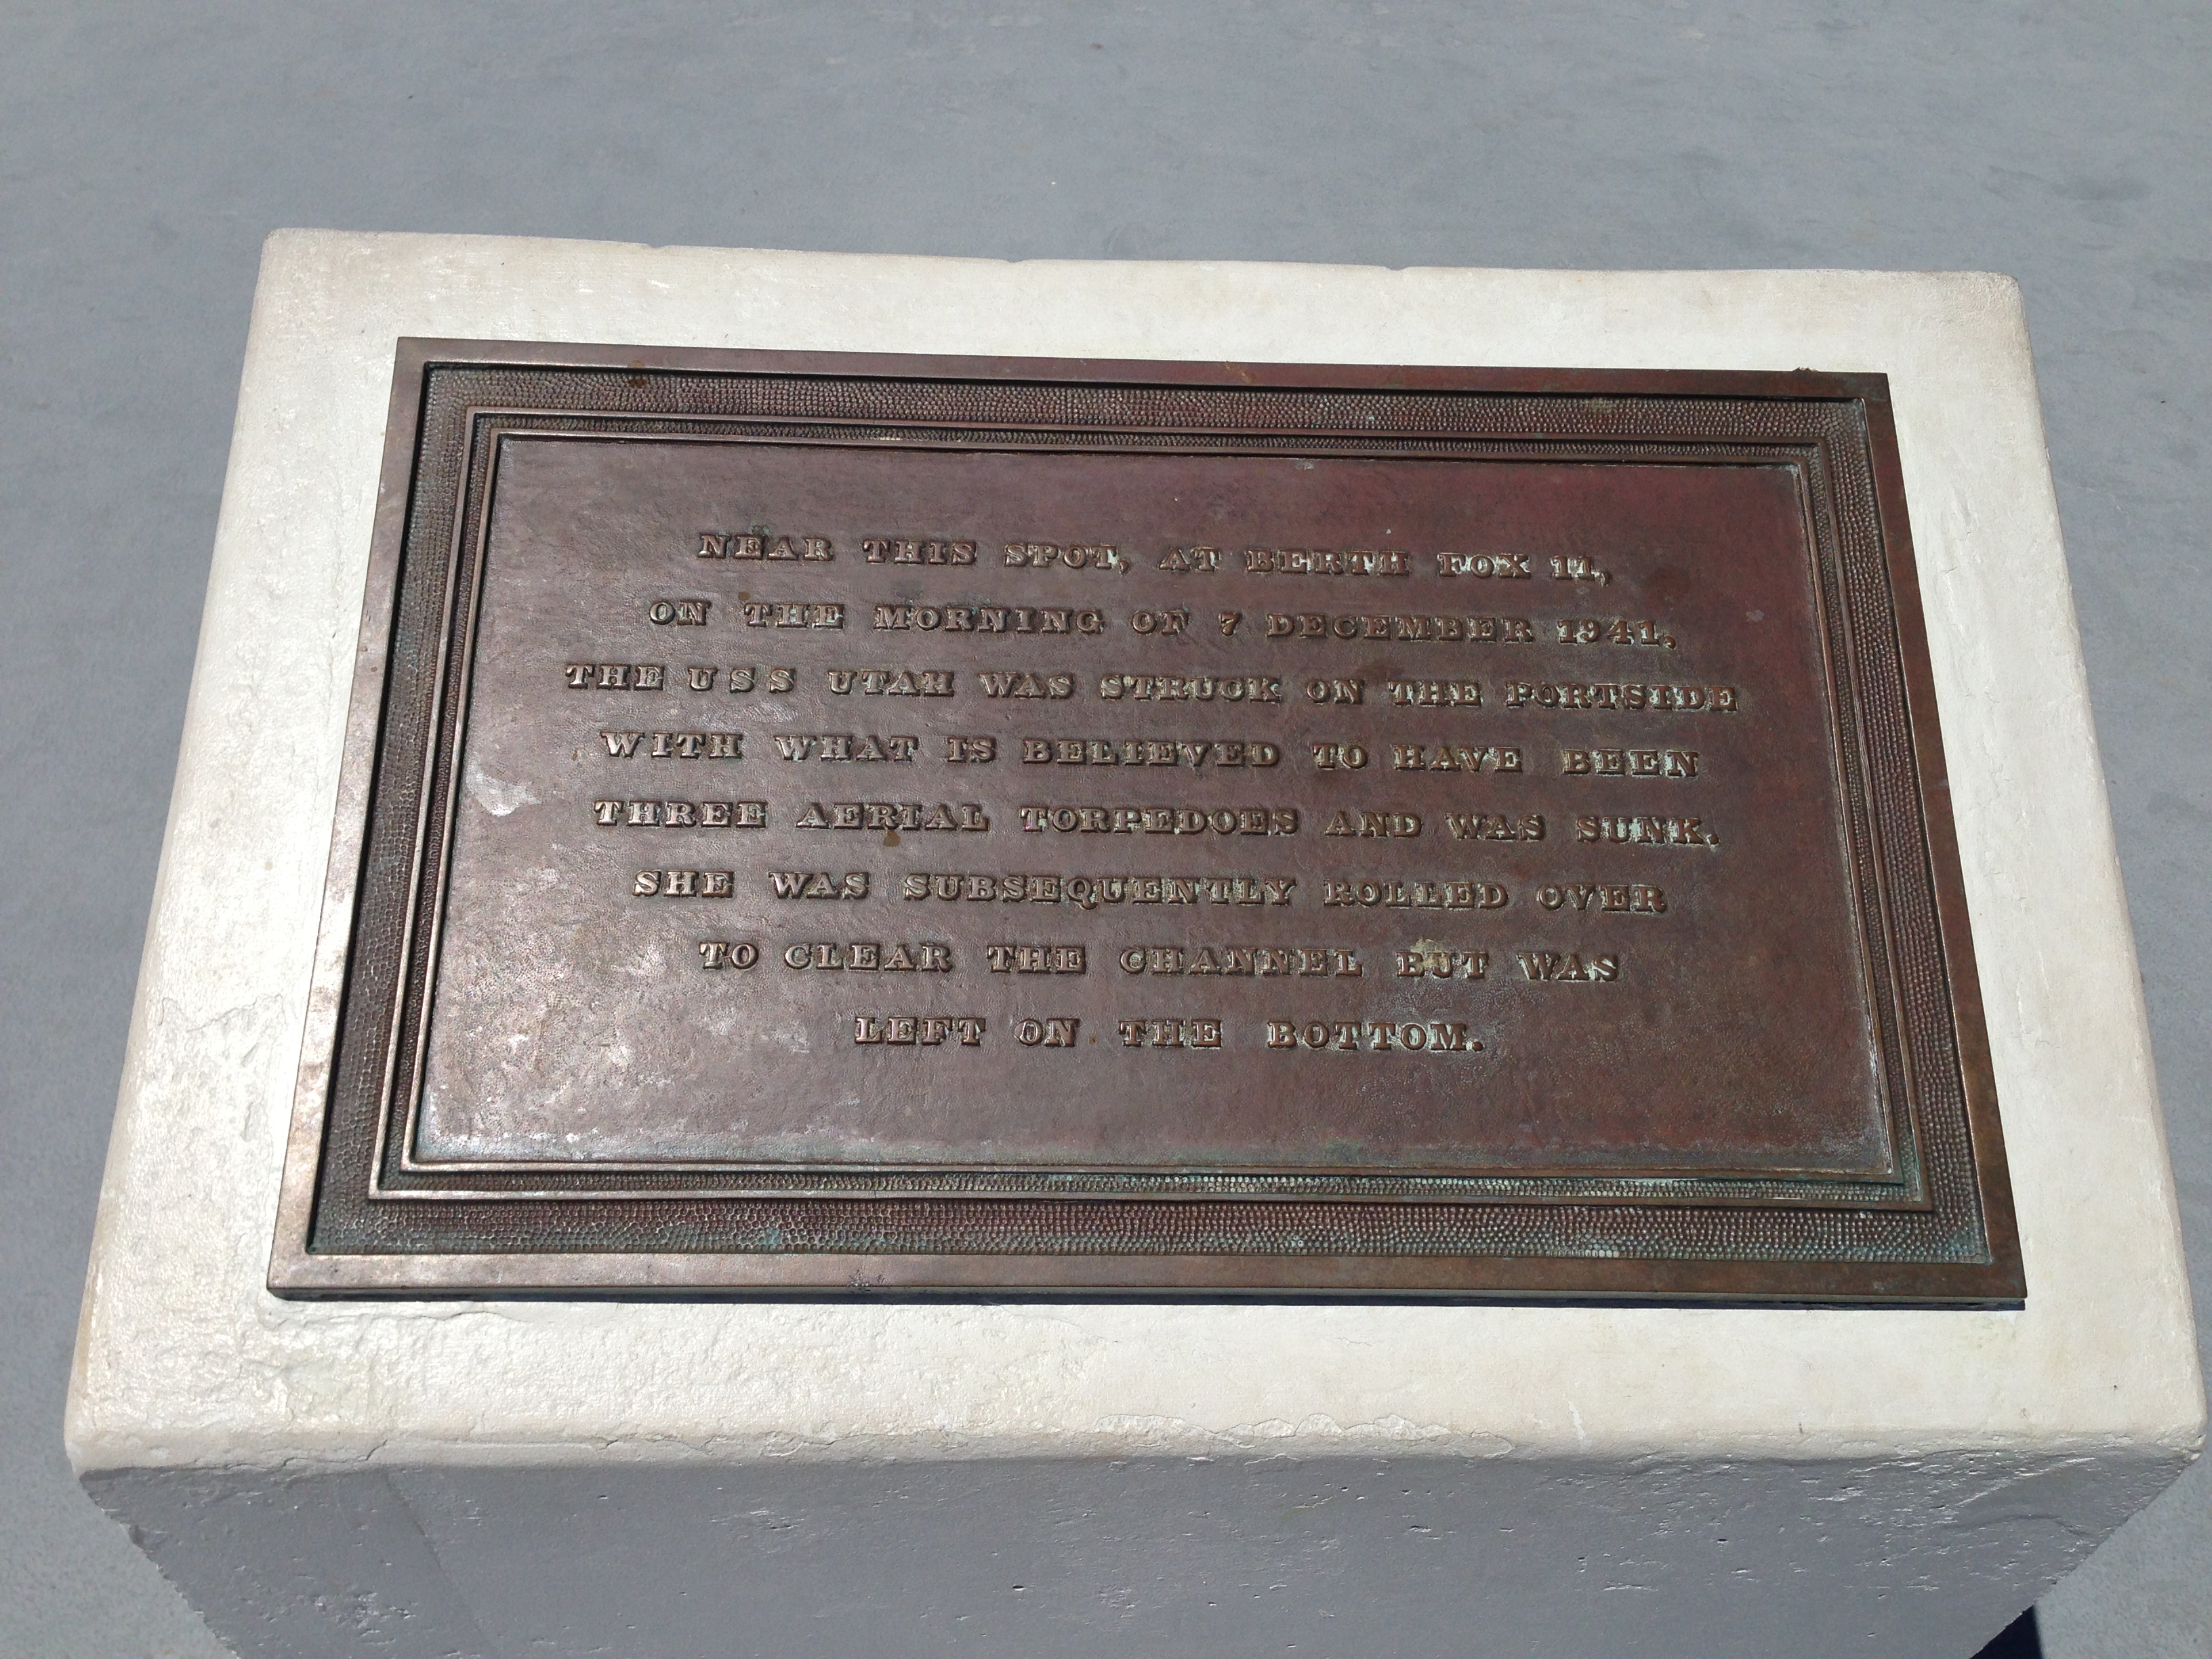 NEAR THIS SPOT, AT BERTH FOX 11,
ON THE MORNING OF 7 DECEMBER 1941,
THE U S S UTAH WAS STRUCK ON THE PORTSIDE
WITH WHAT IS BELIEVED TO HAVE BEEN
THREE AERIAL TORPEDOES AND WAS SUNK.
SHE WAS SUBSEQUENTLY ROLLED OVER
TO CLEAR THE CHANNEL BUT WAS
LEFT ON THE BOTTOM.